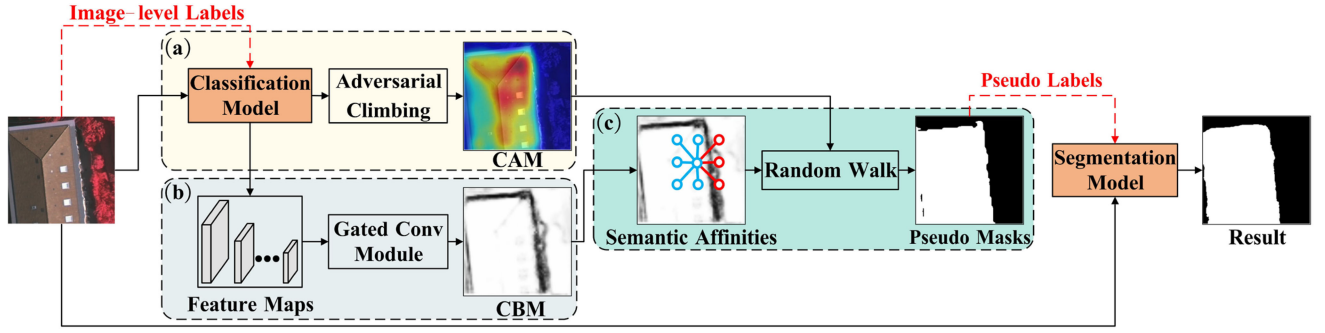 Image-level Labels
(a)
Classification
Model
Adversarial
Climbing
CAM
(b)
Feature Maps
Gated Conv
Module
CBM
(c)
Semantic Affinities
Random Walk
Pseudo Masks
Pseudo Labels
Segmentation
Model
Result